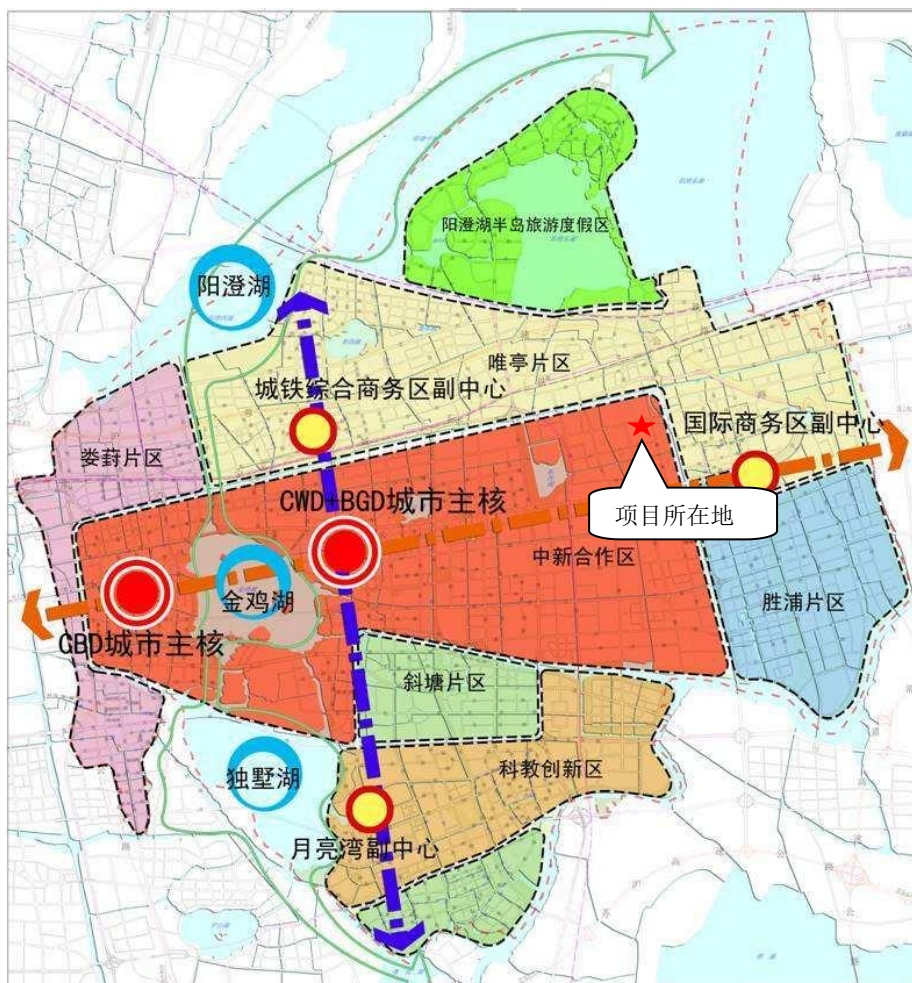 阳澄湖半岛旅游度假区
阳澄湖
唯亭片区
城铁综合商务区副中心
国际商务区副中心
娄葑片区
CWD+BGD城市主核
项目所在地
中新合作区
金鸡湖
胜浦片区
CBD城市主核
斜塘片区
科教创新区
独墅湖
月亮湾副中心